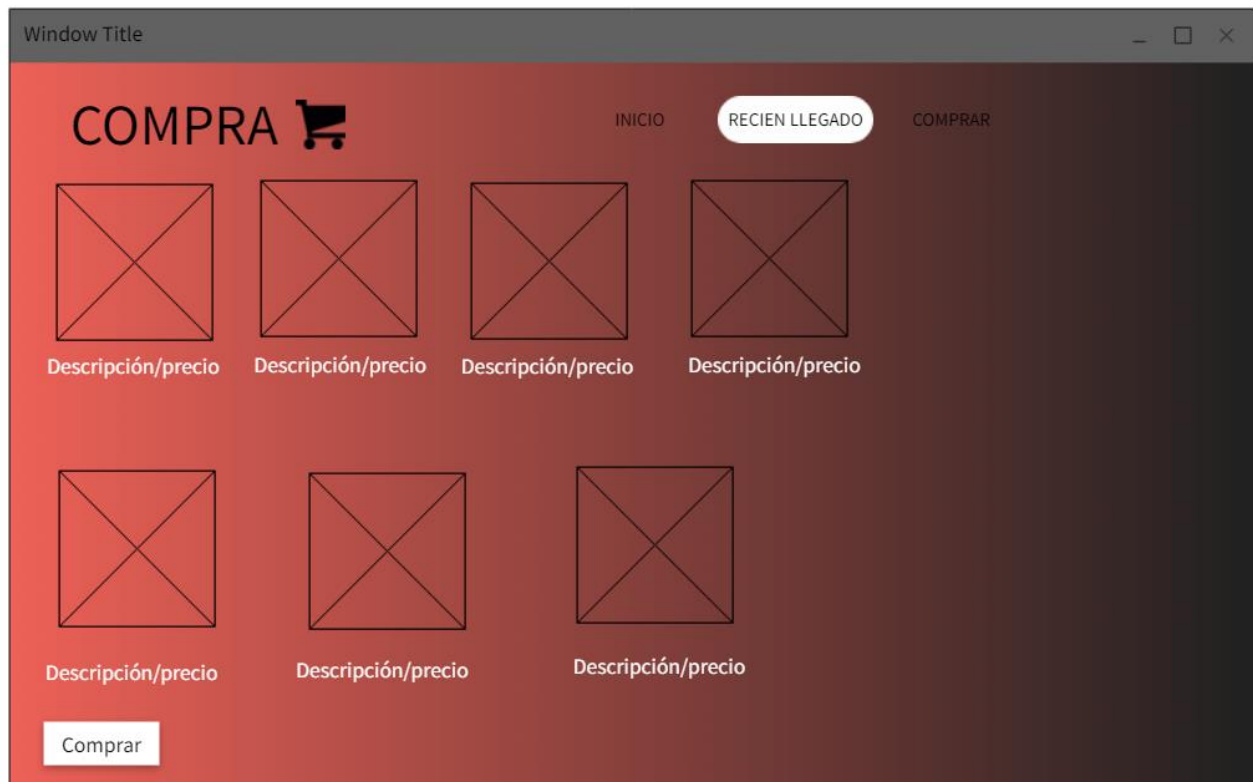 Window Title
COMPRA
INICIO
RECIEN LLEGADO
COMPRAR
Descripción/precio
Descripción/precio
Descripción/precio
Descripción/precio
Descripción/precio
Descripción/precio
Descripción/precio
Comprar